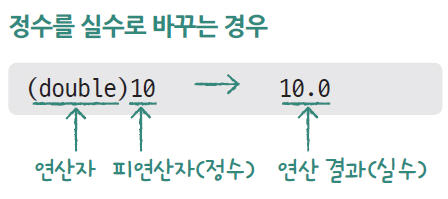 정수를 실수로 바꾸는 경우
(double)10 → 10.0
연산자 피연산자(정수) 연산 결과(실수)